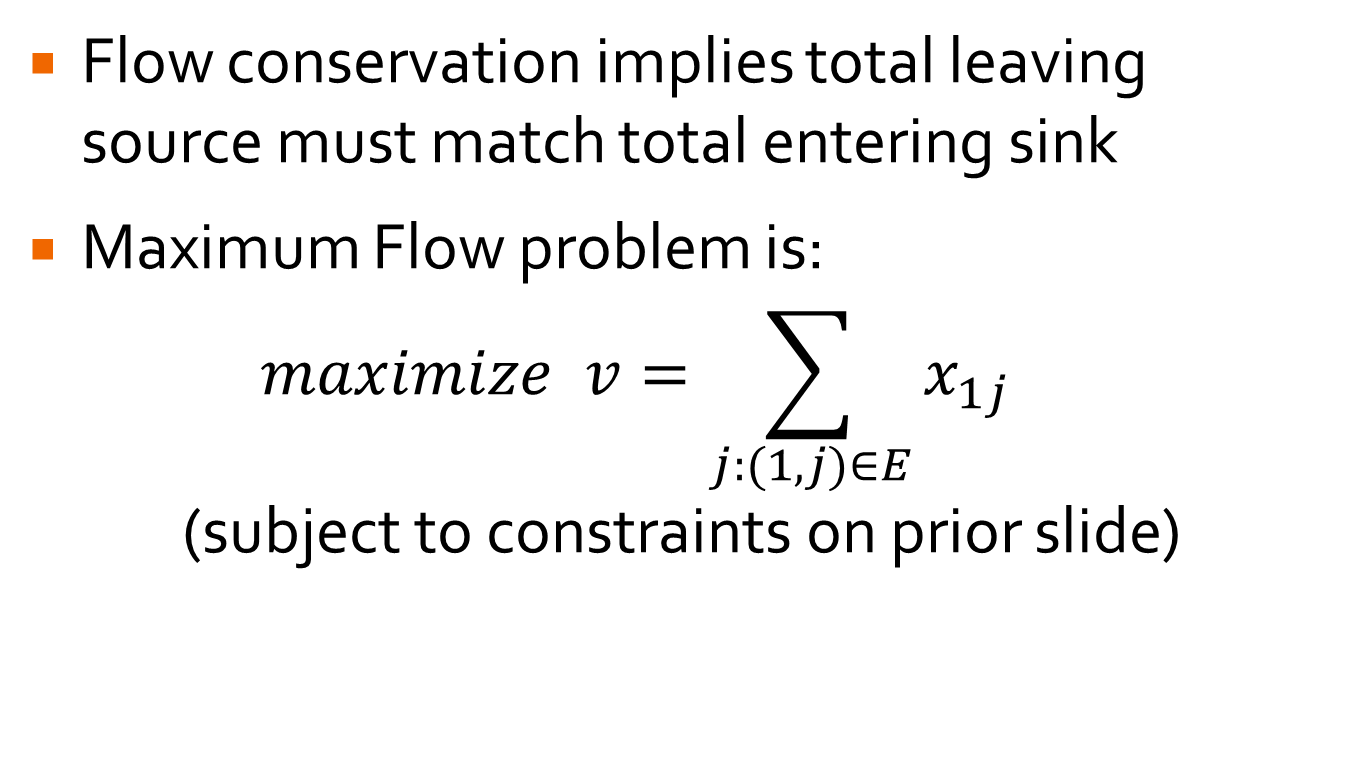 ▪ Flow conservation implies total leaving
source must match total entering sink
▪ Maximum Flow problem is:
maximize v = ∑ x₁ⱼ
j:(1,j)∈E
(subject to constraints on prior slide)